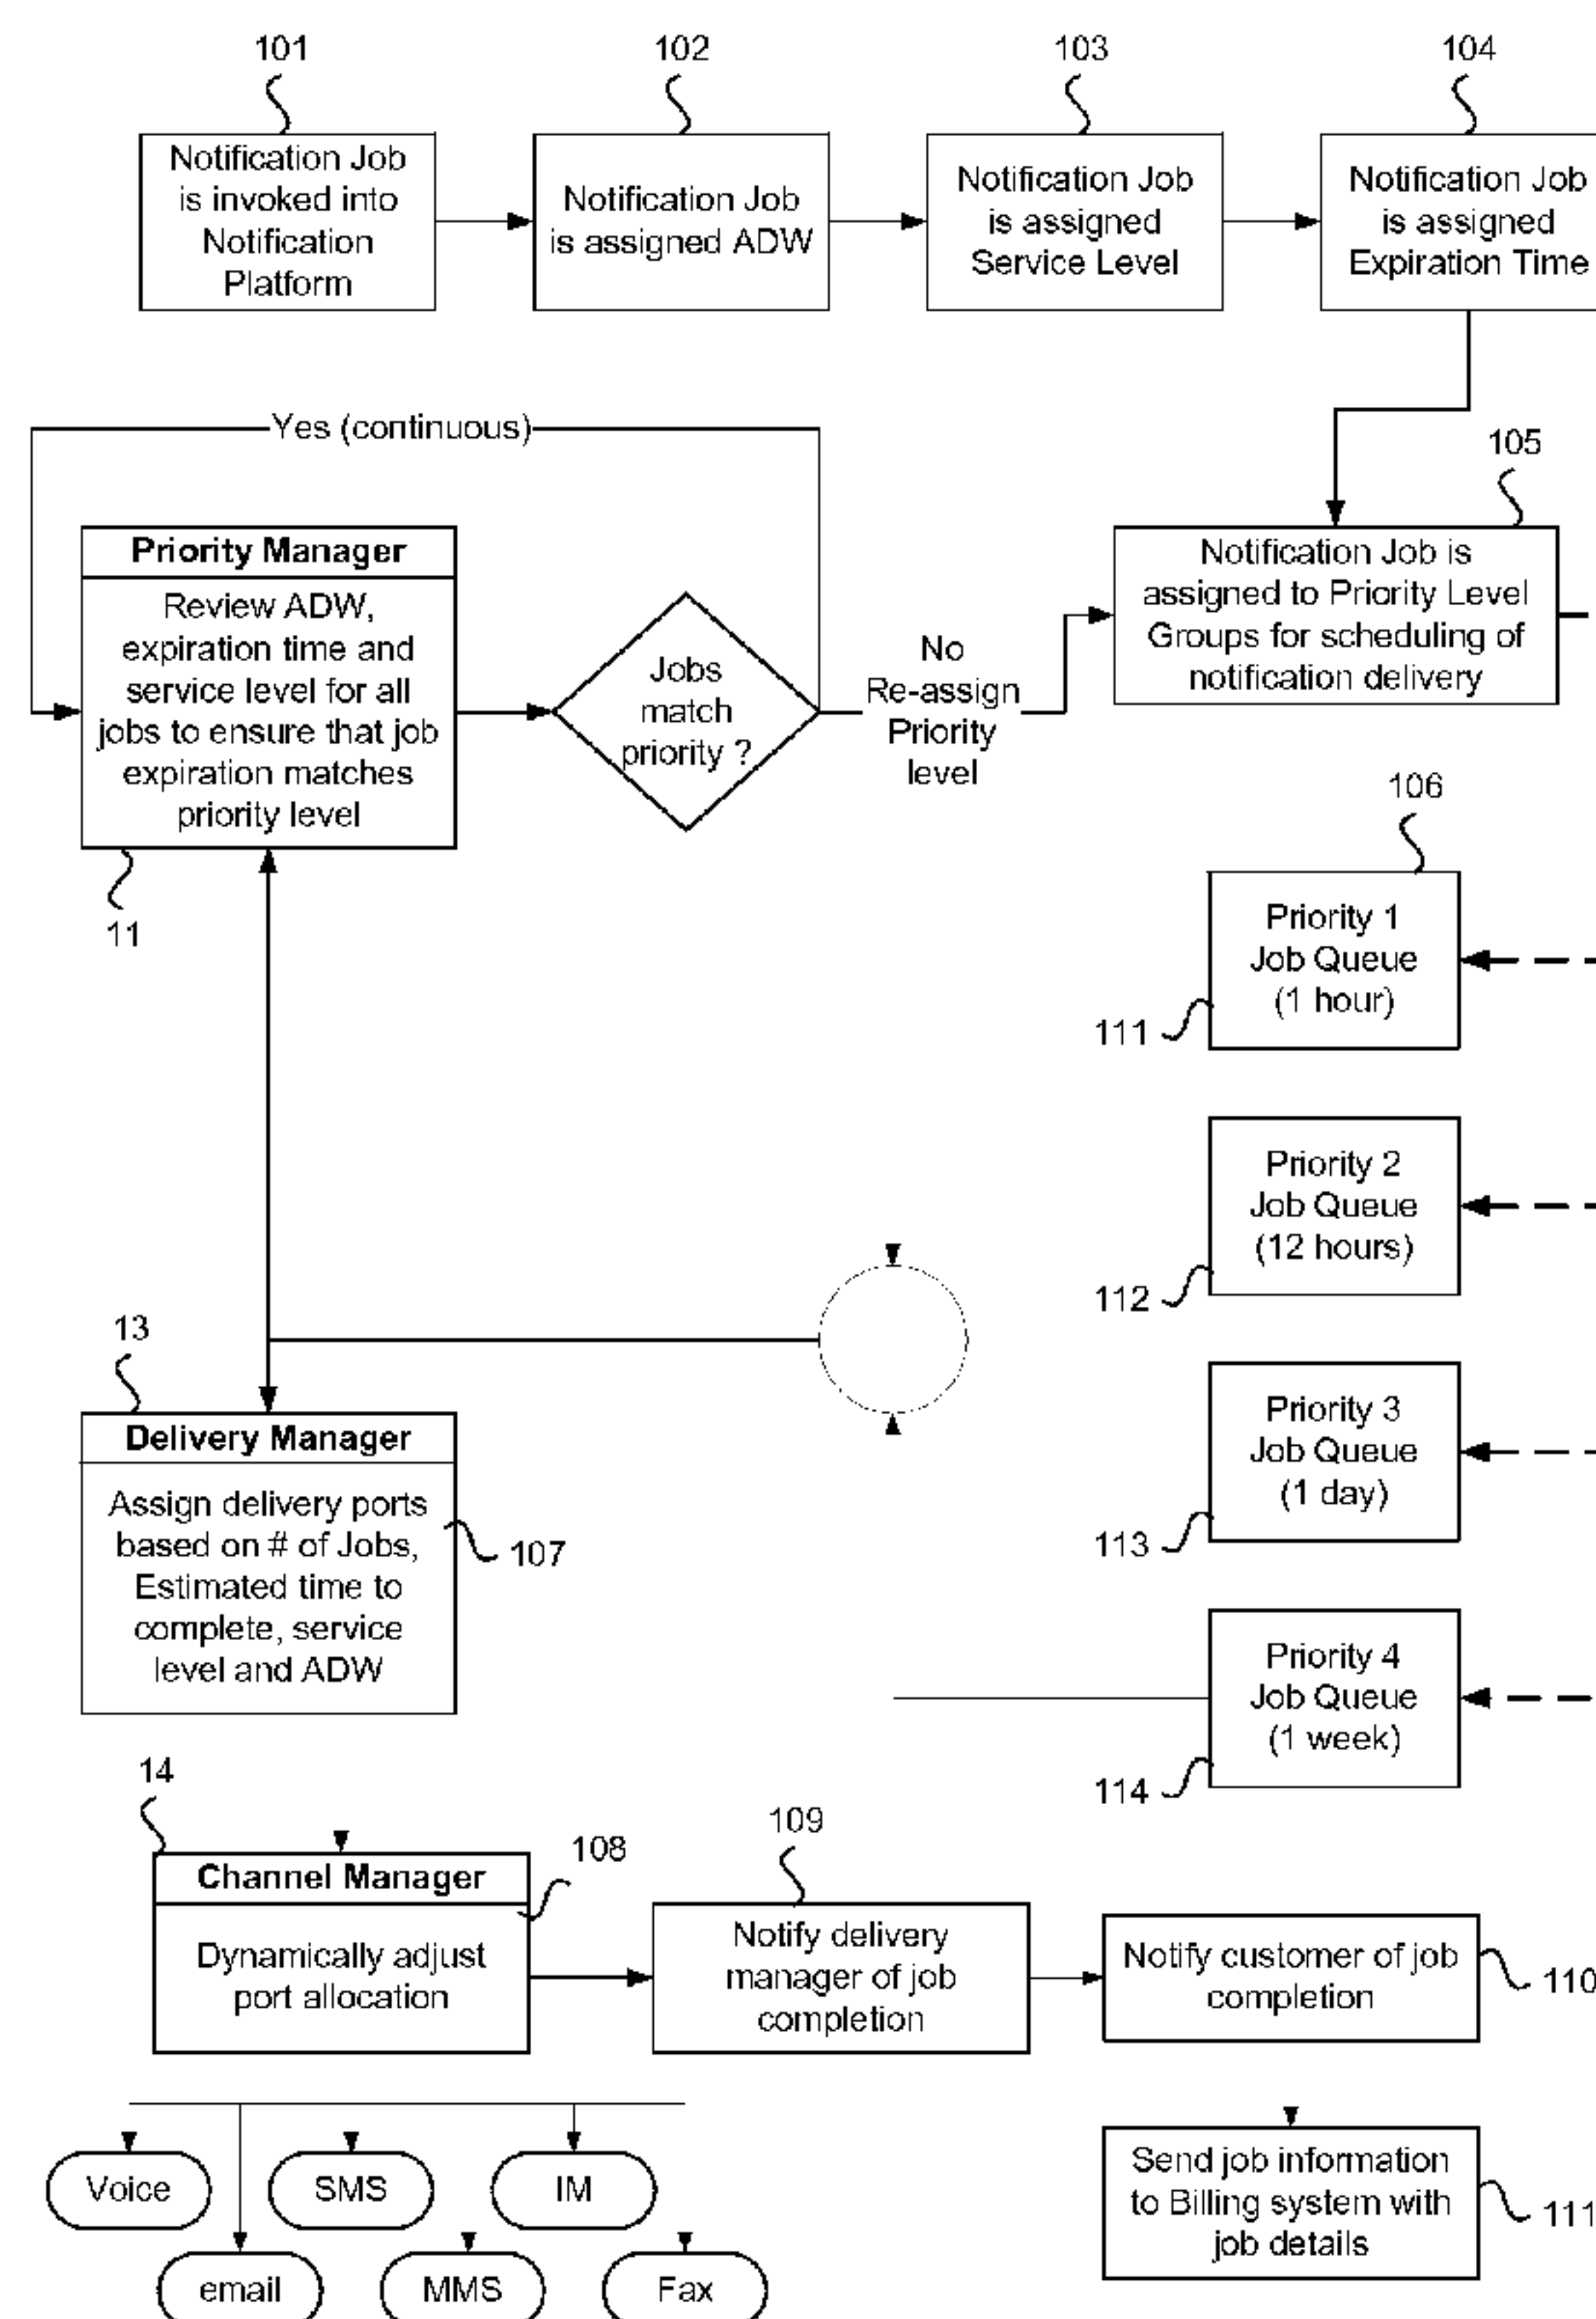 101
102
103
104
Notification Job
is invoked into
Notification
Platform
Notification Job
is assigned ADW
Notification Job
is assigned
Service Level
Notification Job
is assigned
Expiration Time
Yes (continuous)
105
Priority Manager
Review ADW,
expiration time and
service level for all
jobs to ensure that job
expiration matches
priority level
11
Jobs
match
priority ?
No
Re-assign
Priority
level
Notification Job is
assigned to Priority Level
Groups for scheduling of
notification delivery
106
Priority 1
Job Queue
(1 hour)
111
Priority 2
Job Queue
(12 hours)
112
13
Delivery Manager
Assign delivery ports
based on # of Jobs,
Estimated time to
complete, service
level and ADW
107
Priority 3
Job Queue
(1 day)
113
Priority 4
Job Queue
(1 week)
114
14
Channel Manager
Dynamically adjust
port allocation
108
109
Notify delivery
manager of job
completion
Notify customer of job
completion
110
Voice
SMS
IM
email
MMS
Fax
Send job information
to Billing system with
job details
111